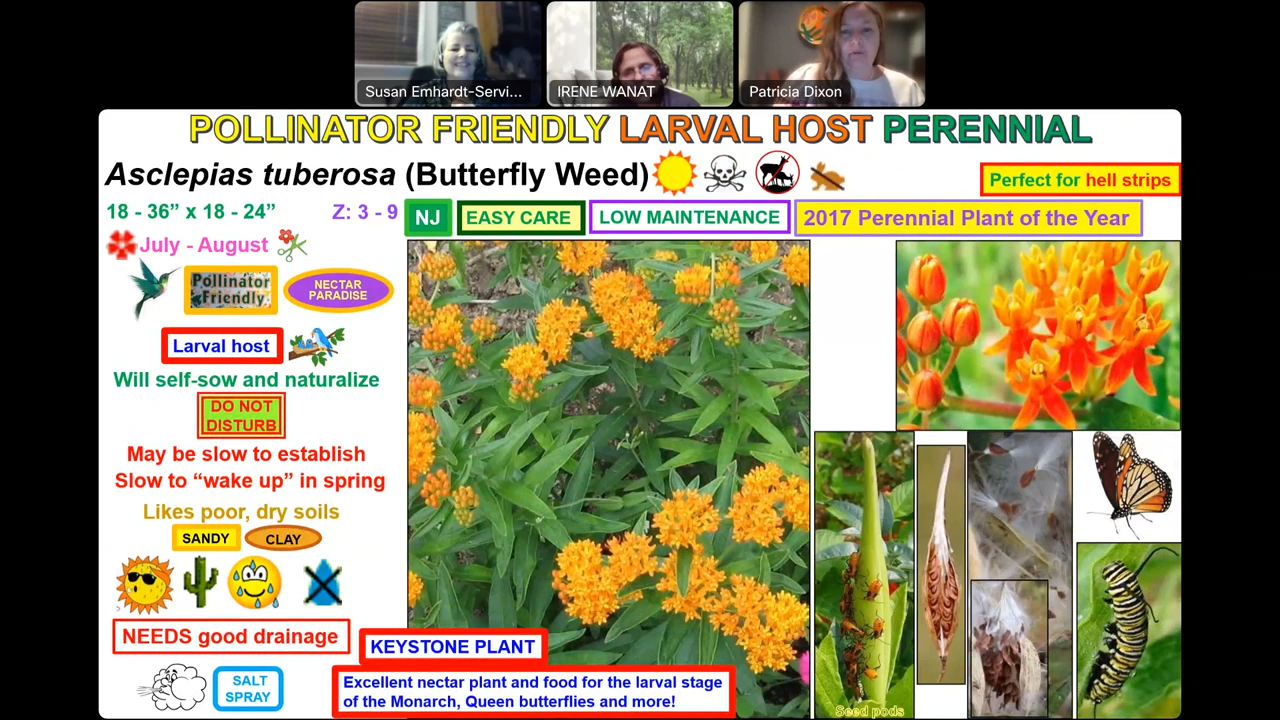 Susan Emhardt-Servi...
IRENE WANAT
Patricia Dixon
POLLINATOR FRIENDLY LARVAL HOST PERENNIAL
Asclepias tuberosa (Butterfly Weed)
Perfect for hell strips
18 - 36” x 18 - 24”
Z: 3 - 9
NJ
EASY CARE
LOW MAINTENANCE
2017 Perennial Plant of the Year
July - August
Pollinator
Friendly
NECTAR
PARADISE
Larval host
Will self-sow and naturalize
DO NOT
DISTURB
May be slow to establish
Slow to “wake up” in spring
Likes poor, dry soils
SANDY
CLAY
NEEDS good drainage
SALT
SPRAY
KEYSTONE PLANT
Excellent nectar plant and food for the larval stage
of the Monarch, Queen butterflies and more!
Seed pods